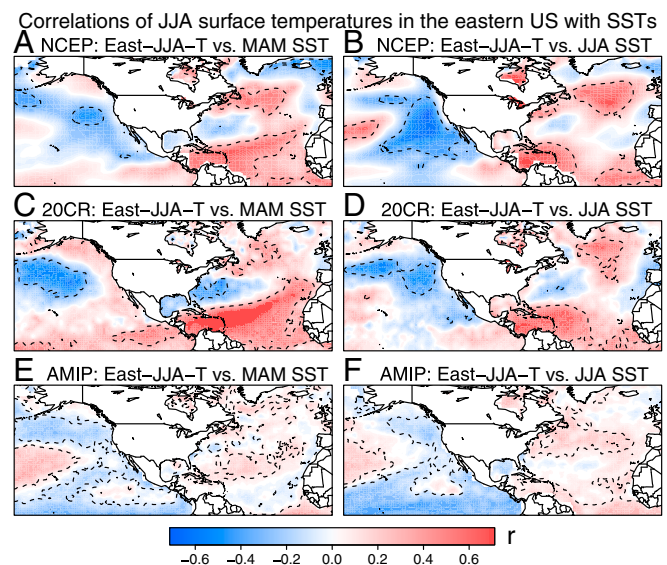 Correlations of JJA surface temperatures in the eastern US with SSTs
A NCEP: East−JJA−T vs. MAM SST
B NCEP: East−JJA−T vs. JJA SST
C 20CR: East−JJA−T vs. MAM SST
D 20CR: East−JJA−T vs. JJA SST
E AMIP: East−JJA−T vs. MAM SST
F AMIP: East−JJA−T vs. JJA SST
r
−0.6 −0.4 −0.2 0.0 0.2 0.4 0.6